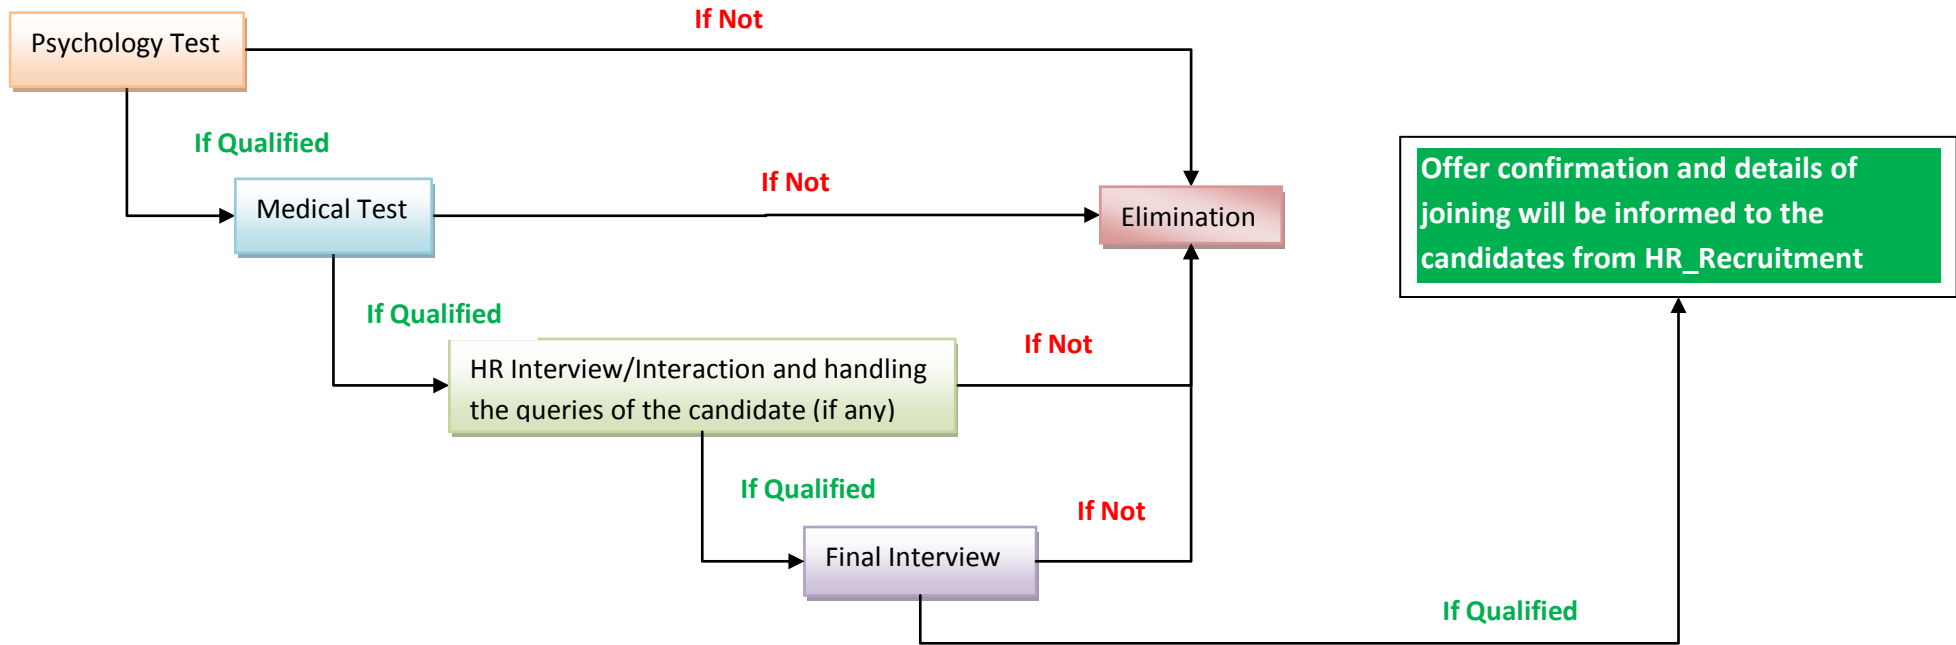 If Not
Psychology Test
If Qualified
If Not
Medical Test
Elimination
Offer confirmation and details of
joining will be informed to the
candidates from HR_Recruitment
If Qualified
If Not
HR Interview/Interaction and handling
the queries of the candidate (if any)
If Qualified
If Not
Final Interview
If Qualified